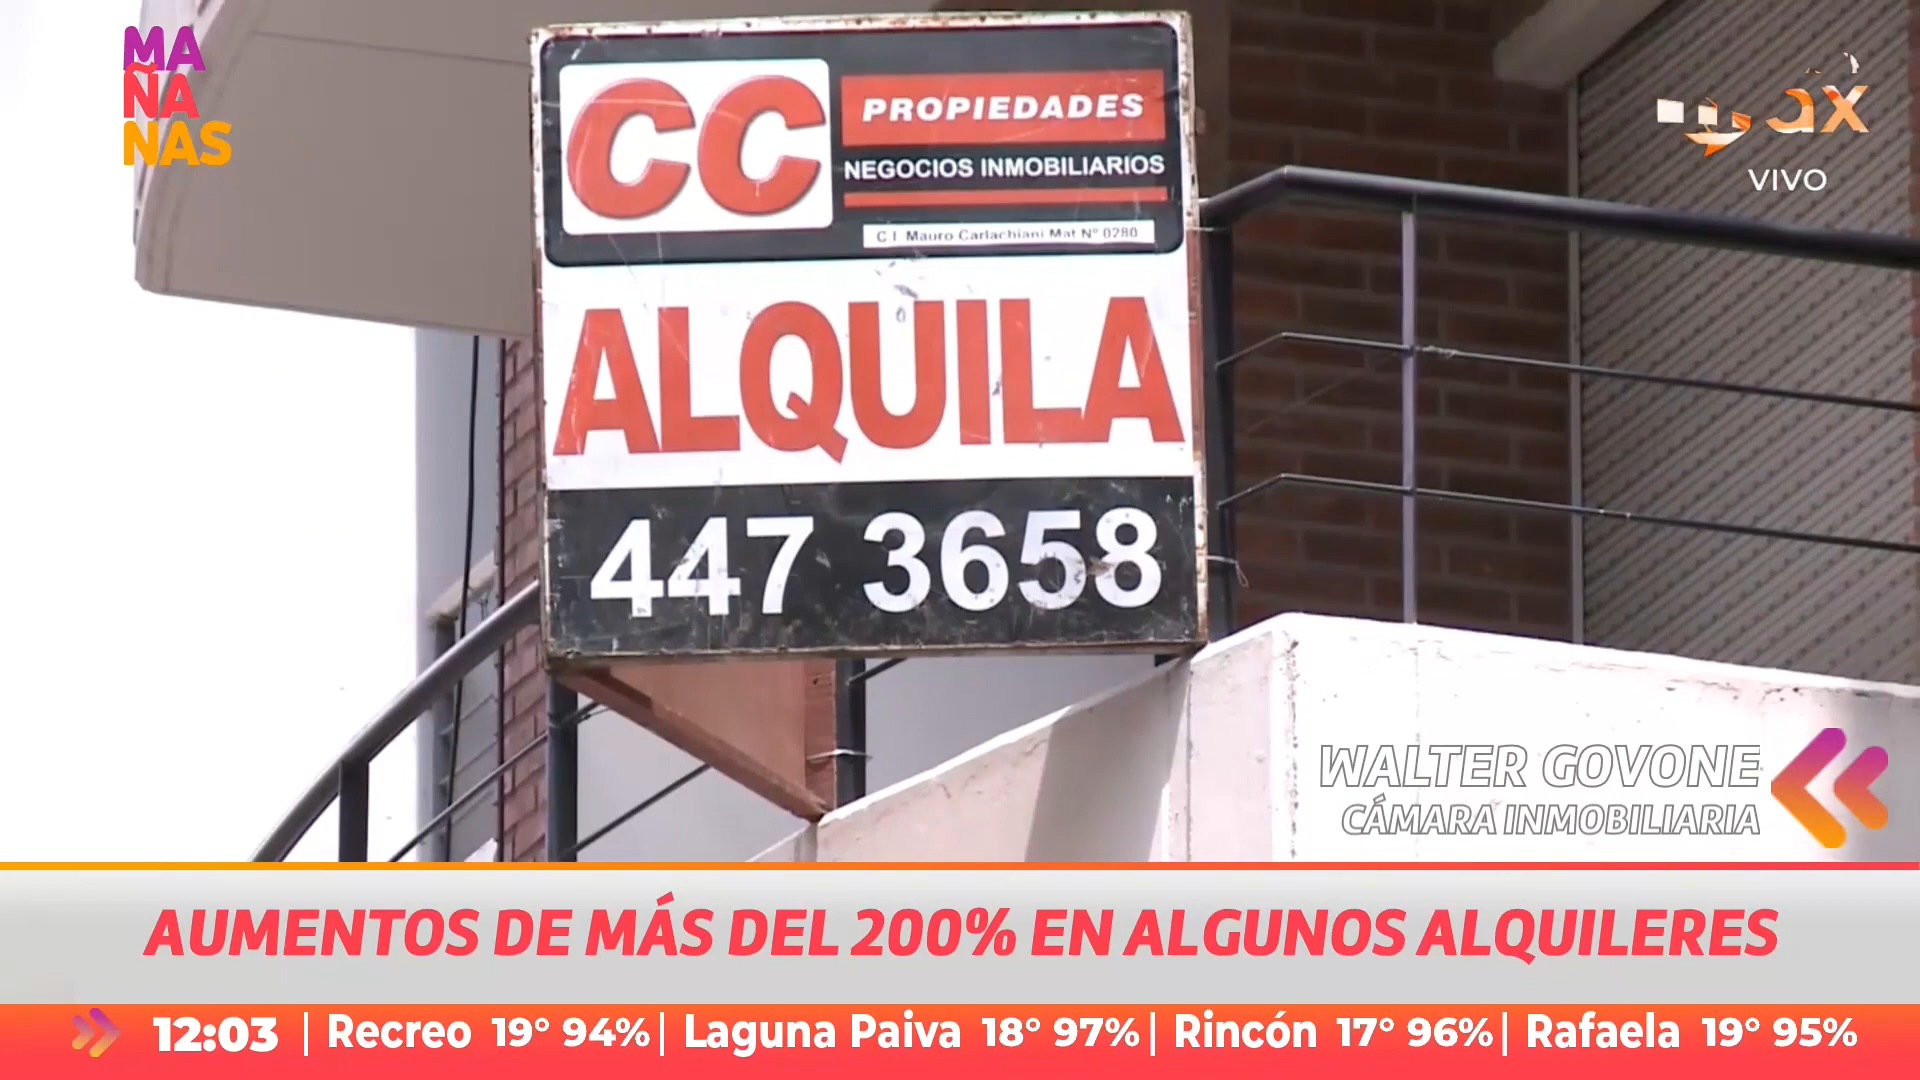 MA
ÑA
NAS
CC
PROPIEDADES
NEGOCIOS INMOBILIARIOS
C.I. Mauro Carlachiani Mat Nº 0280
ALQUILA
447 3658
VIVO
WALTER GOVONE
CÁMARA INMOBILIARIA
AUMENTOS DE MÁS DEL 200% EN ALGUNOS ALQUILERES
12:03 | Recreo 19° 94% | Laguna Paiva 18° 97% | Rincón 17° 96% | Rafaela 19° 95%